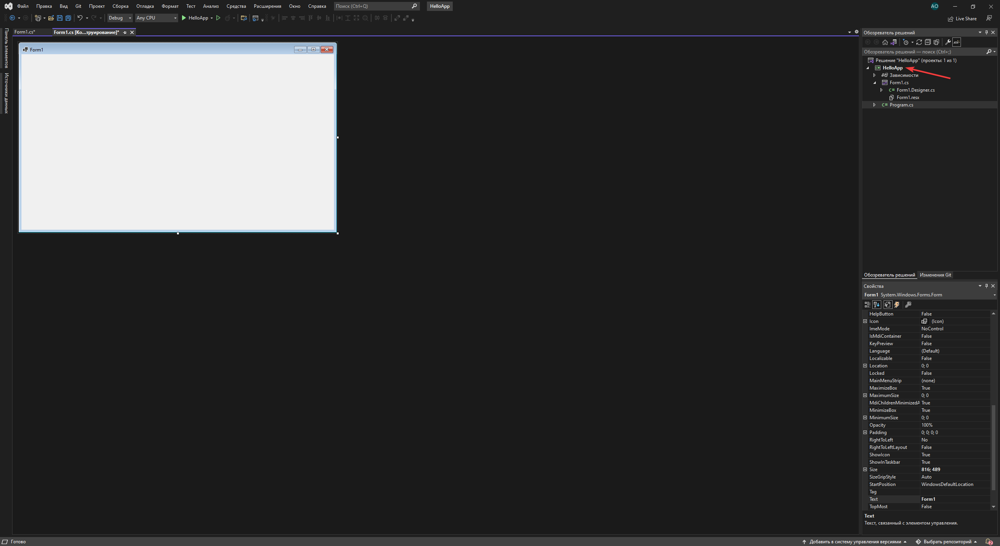 Файл Правка Вид Git Проект Сборка Отладка Формат Тест Анализ Средства Расширения Окно Справка Поиск (Ctrl+Q) HelloApp AO
Debug Any CPU HelloApp Live Share
Панель элементов
Источники данных
Form1.cs* Form1.cs [Ко...труирование]*
Form1
Обозреватель решений
Обозреватель решений — поиск (Ctrl+;)
Решение "HelloApp" (проекты: 1 из 1)
C# HelloApp
Зависимости
Form1.cs
C# Form1.Designer.cs
Form1.resx
C# Program.cs
Обозреватель решений Изменения Git
Свойства
Form1 System.Windows.Forms.Form
HelpButton False
Icon (Icon)
ImeMode NoControl
IsMdiContainer False
KeyPreview False
Language (Default)
Localizable False
Location 0; 0
Locked False
MainMenuStrip (none)
MaximizeBox True
MaximumSize 0; 0
MdiChildrenMinimizedA True
MinimizeBox True
MinimumSize 0; 0
Opacity 100%
Padding 0; 0; 0; 0
RightToLeft No
RightToLeftLayout False
ShowIcon True
ShowInTaskbar True
Size 816; 489
SizeGripStyle Auto
StartPosition WindowsDefaultLocation
Tag
Text Form1
TopMost False
Text
Текст, связанный с элементом управления.
Готово Добавить в систему управления версиями Выбрать репозиторий 2